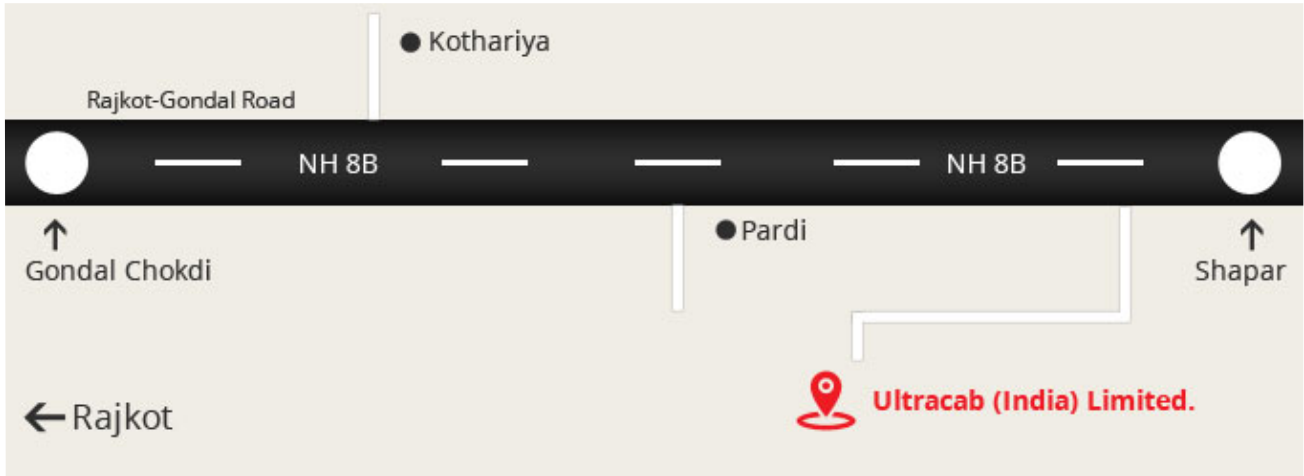 Kothariya
Rajkot-Gondal Road
NH 8B
NH 8B
Pardi
Gondal Chokdi
Shapar
Ultracab (India) Limited.
Rajkot